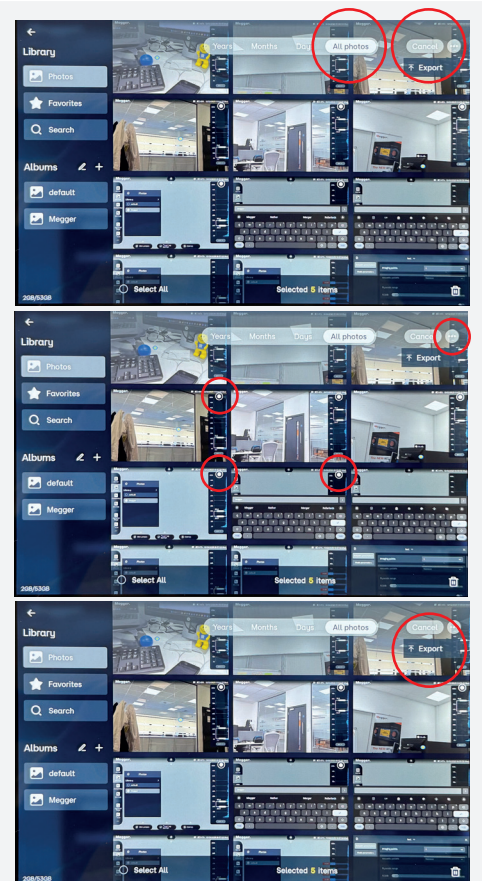 Library
Years Months Days All photos Cancel
Export
Photos
Favorites
Search
Albums
default
Megger
Select All
Selected 5 items
2GB/53GB
Library
Years Months Days All photos Cancel
Export
Photos
Favorites
Search
Albums
default
Megger
Select All
Selected 5 items
2GB/53GB
Library
Years Months Days All photos Cancel
Export
Photos
Favorites
Search
Albums
default
Megger
Select All
Selected 5 items
2GB/53GB